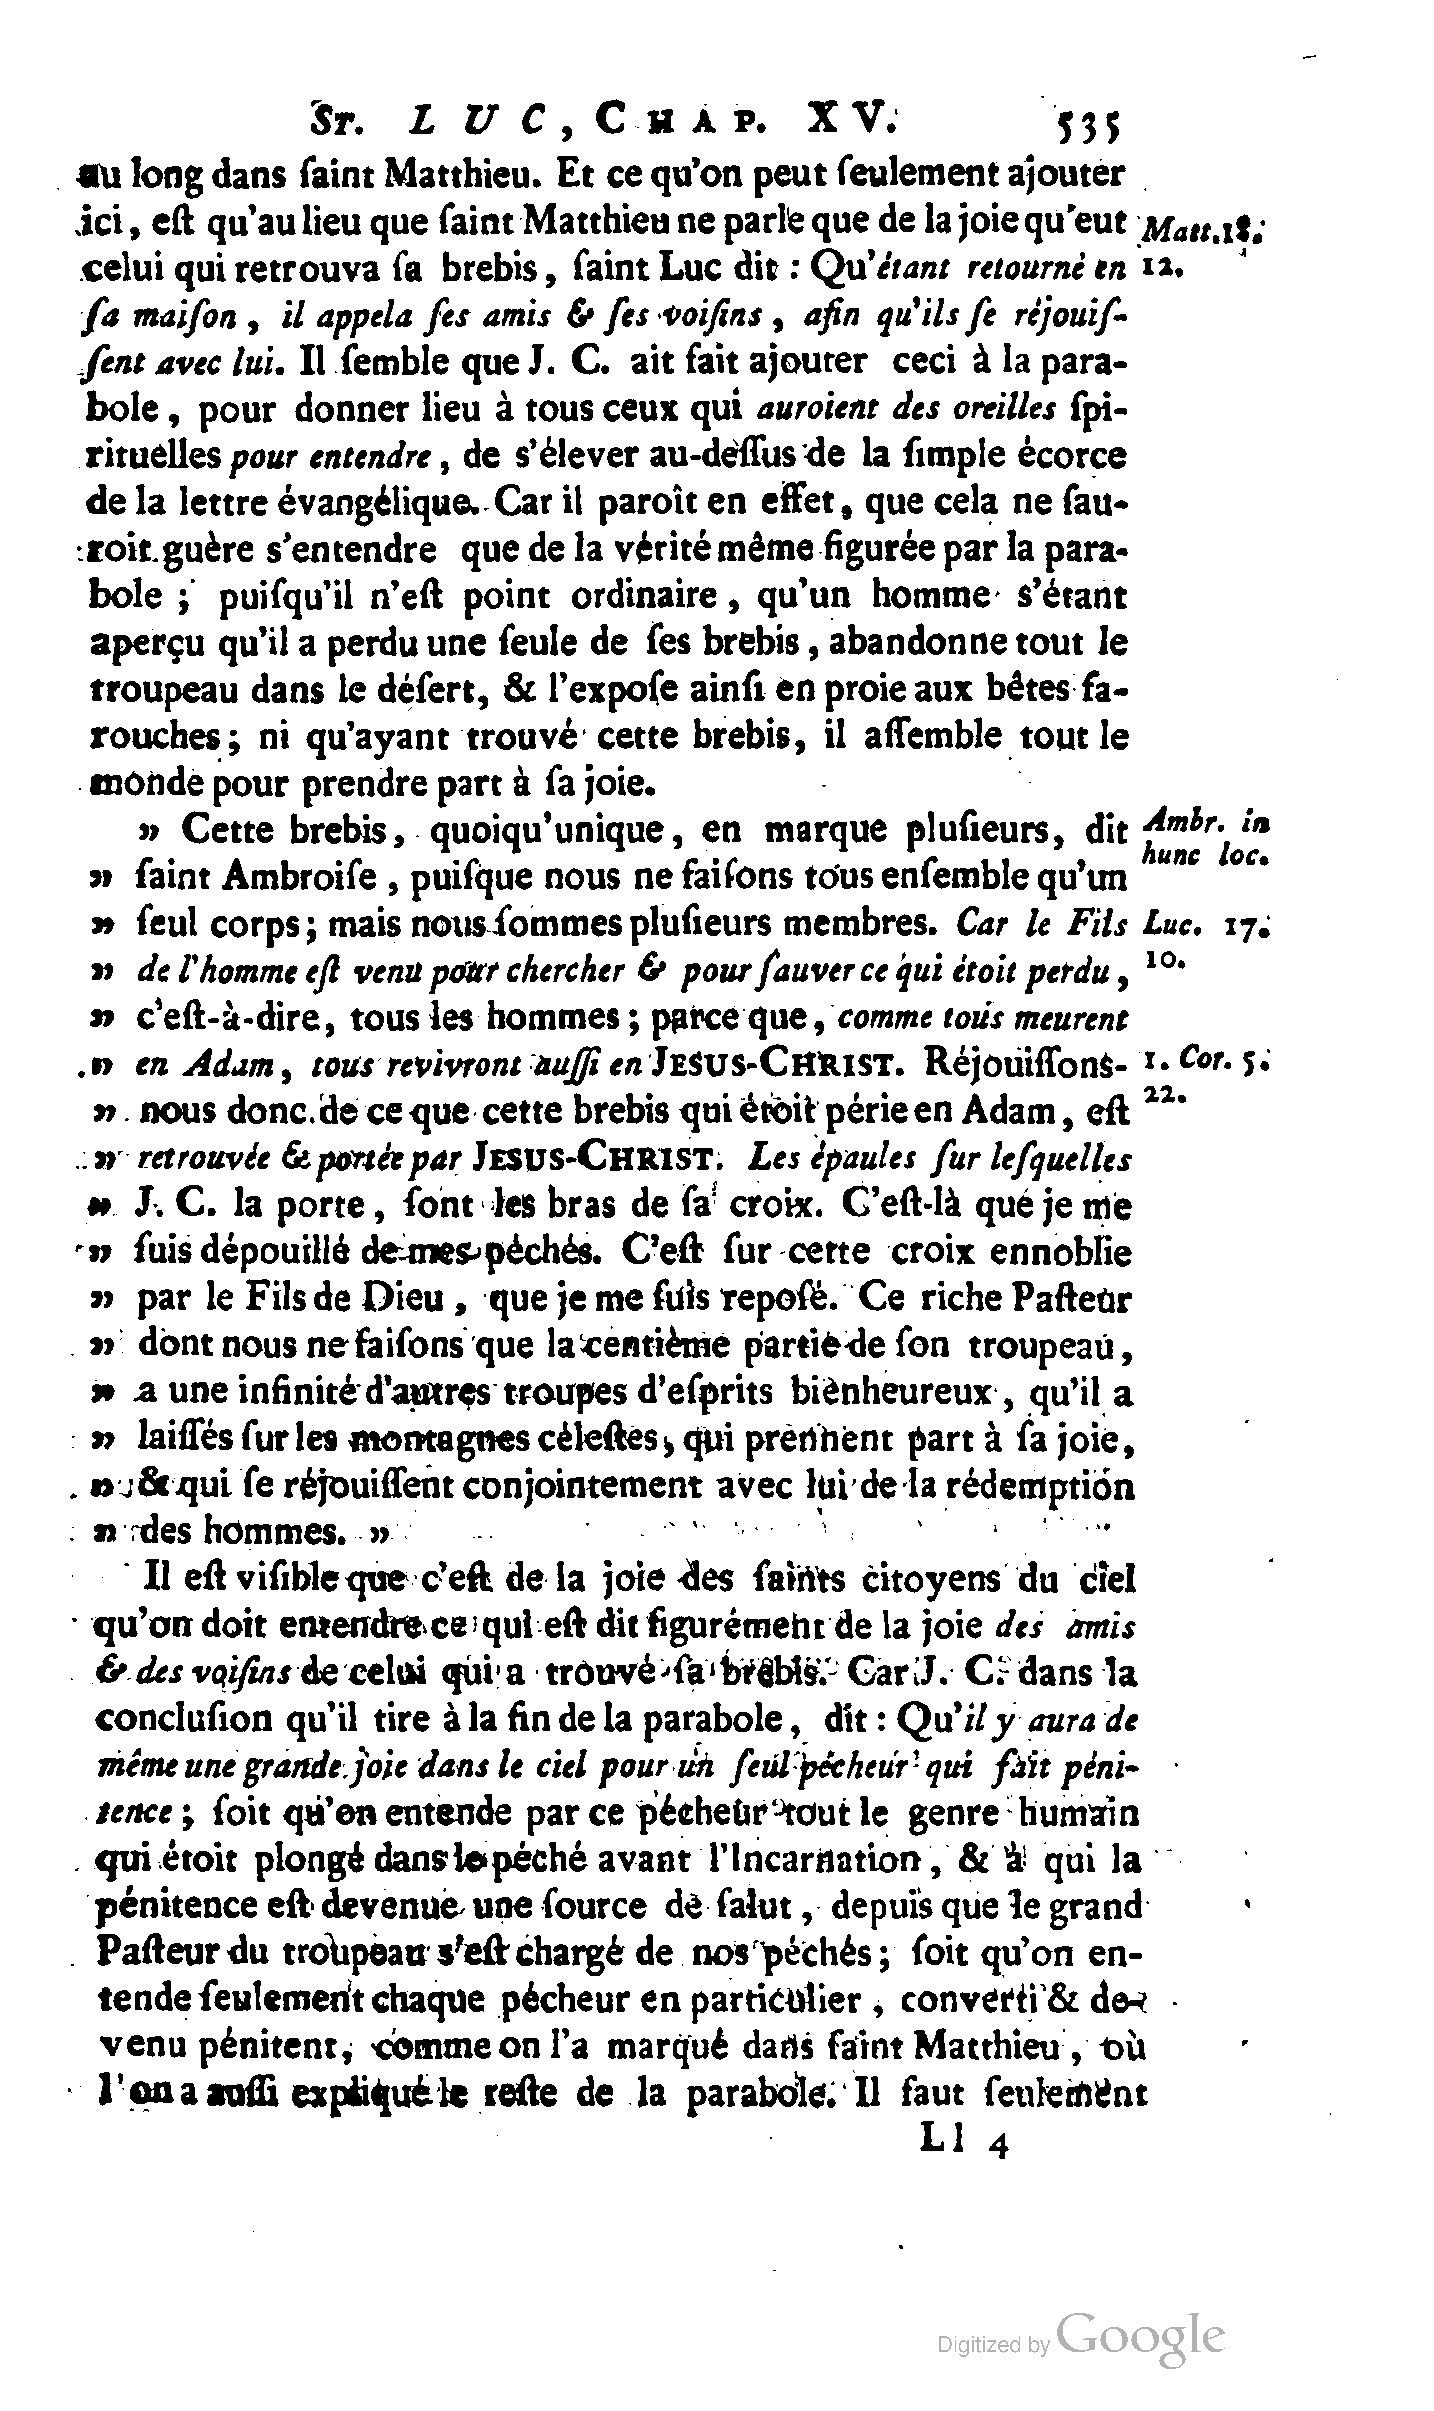 St. LUC, CHAP. XV. 535
au long dans ſaint Matthieu. Et ce qu'on peut ſeulement ajouter
ici, eſt qu'au lieu que ſaint Matthieu ne parle que de la joie qu'eut Matt. 18.
celui qui retrouva ſa brebis, ſaint Luc dit : Qu'étant retourné en 12.
ſa maiſon, il appela ſes amis & ſes voiſins, afin qu'ils ſe réjouiſ-
ſent avec lui. Il ſemble que J. C. ait fait ajouter ceci à la para-
bole, pour donner lieu à tous ceux qui auroient des oreilles ſpi-
rituelles pour entendre, de s'élever au-deſſus de la ſimple écorce
de la lettre évangélique. Car il paroît en effet, que cela ne ſau-
roit guère s'entendre que de la vérité même figurée par la para-
bole ; puiſqu'il n'eſt point ordinaire, qu'un homme s'étant
aperçu qu'il a perdu une ſeule de ſes brebis, abandonne tout le
troupeau dans le déſert, & l'expoſe ainſi en proie aux bêtes fa-
rouches ; ni qu'ayant trouvé cette brebis, il aſſemble tout le
monde pour prendre part à ſa joie.
» Cette brebis, quoiqu'unique, en marque pluſieurs, dit Ambr. in
» ſaint Ambroiſe, puiſque nous ne faiſons tous enſemble qu'un hunc loc.
» ſeul corps ; mais nous ſommes pluſieurs membres. Car le Fils Luc. 17.
» de l'homme eſt venu pour chercher & pour ſauver ce qui étoit perdu, 10.
» c'eſt-à-dire, tous les hommes ; parce que, comme tous meurent
» en Adam, tous revivront auſſi en JESUS-CHRIST. Réjouiſſons- 1. Cor. 5.
» nous donc de ce que cette brebis qui étoit périe en Adam, eſt 22.
» retrouvée & portée par JESUS-CHRIST. Les épaules ſur leſquelles
» J. C. la porte, ſont les bras de ſa croix. C'eſt-là que je me
» ſuis dépouillé de mes péchés. C'eſt ſur cette croix ennoblie
» par le Fils de Dieu, que je me ſuis repoſé. Ce riche Paſteur
» dont nous ne faiſons que la centième partie de ſon troupeau,
» a une infinité d'autres troupes d'eſprits bienheureux, qu'il a
» laiſſés ſur les montagnes céleſtes, qui prennent part à ſa joie,
» & qui ſe réjouiſſent conjointement avec lui de la rédemption
» des hommes. »
Il eſt viſible que c'eſt de la joie des ſaints citoyens du ciel
qu'on doit entendre ce qui eſt dit figurément de la joie des amis
& des voiſins de celui qui a trouvé ſa brebis. Car J. C. dans la
concluſion qu'il tire à la fin de la parabole, dit : Qu'il y aura de
même une grande joie dans le ciel pour un ſeul pécheur qui fait péni-
tence ; ſoit qu'on entende par ce pécheur tout le genre humain
qui étoit plongé dans le péché avant l'Incarnation, & à qui la
pénitence eſt devenue une ſource de ſalut, depuis que le grand
Paſteur du troupeau s'eſt chargé de nos péchés ; ſoit qu'on en-
tende ſeulement chaque pécheur en particulier, converti & de-
venu pénitent, comme on l'a marqué dans ſaint Matthieu, où
l'on a auſſi expliqué le reſte de la parabole. Il faut ſeulement
Ll 4
Digitized by Google